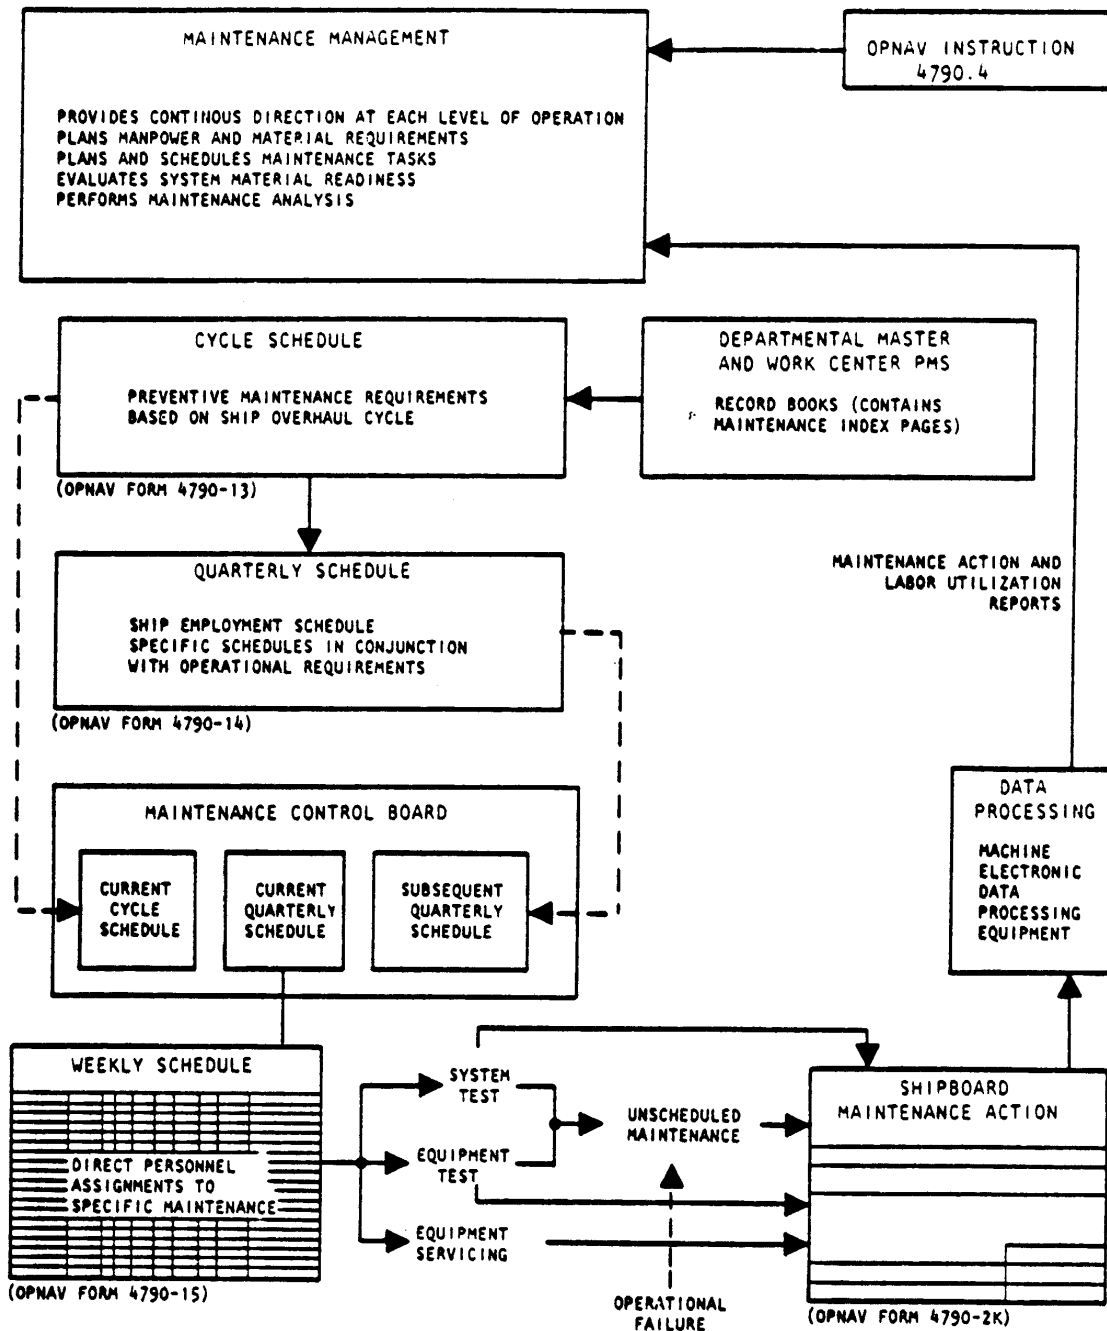 MAINTENANCE MANAGEMENT
PROVIDES CONTINOUS DIRECTION AT EACH LEVEL OF OPERATION
PLANS MANPOWER AND MATERIAL REQUIREMENTS
PLANS AND SCHEDULES MAINTENANCE TASKS
EVALUATES SYSTEM MATERIAL READINESS
PERFORMS MAINTENANCE ANALYSIS
OPNAV INSTRUCTION
4790.4
CYCLE SCHEDULE
PREVENTIVE MAINTENANCE REQUIREMENTS
BASED ON SHIP OVERHAUL CYCLE
(OPNAV FORM 4790-13)
DEPARTMENTAL MASTER
AND WORK CENTER PMS
RECORD BOOKS (CONTAINS
MAINTENANCE INDEX PAGES)
QUARTERLY SCHEDULE
SHIP EMPLOYMENT SCHEDULE
SPECIFIC SCHEDULES IN CONJUNCTION
WITH OPERATIONAL REQUIREMENTS
(OPNAV FORM 4790-14)
MAINTENANCE ACTION AND
LABOR UTILIZATION
REPORTS
MAINTENANCE CONTROL BOARD
CURRENT
CYCLE
SCHEDULE
CURRENT
QUARTERLY
SCHEDULE
SUBSEQUENT
QUARTERLY
SCHEDULE
DATA
PROCESSING
MACHINE
ELECTRONIC
DATA
PROCESSING
EQUIPMENT
WEEKLY SCHEDULE
DIRECT PERSONNEL
ASSIGNMENTS TO
SPECIFIC MAINTENANCE
(OPNAV FORM 4790-15)
SYSTEM
TEST
EQUIPMENT
TEST
EQUIPMENT
SERVICING
UNSCHEDULED
MAINTENANCE
OPERATIONAL
FAILURE
SHIPBOARD
MAINTENANCE ACTION
(OPNAV FORM 4790-2K)